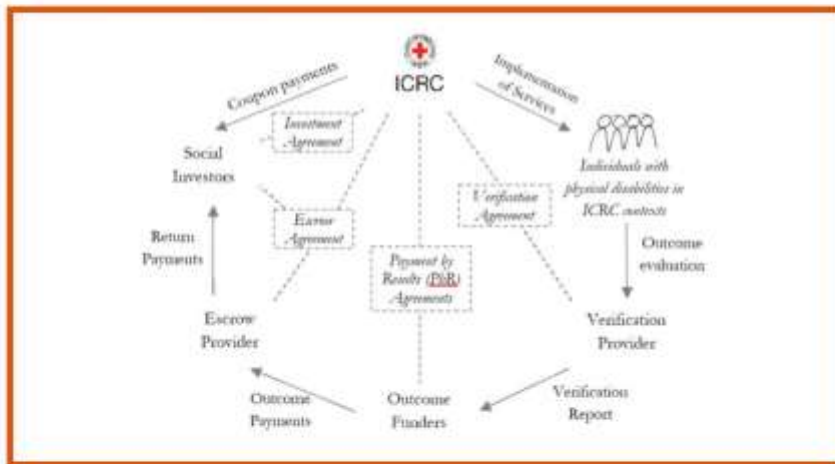 ICRC
Coupon payments
Implementation
of Services
Investment
Agreement
Social
Investors
Individuals with
physical disabilities in
ICRC contexts
Verification
Agreement
Escrow
Agreement
Return
Payments
Outcome
evaluation
Payment by
Results (PbR)
Agreements
Escrow
Provider
Verification
Provider
Outcome
Payments
Outcome
Funders
Verification
Report